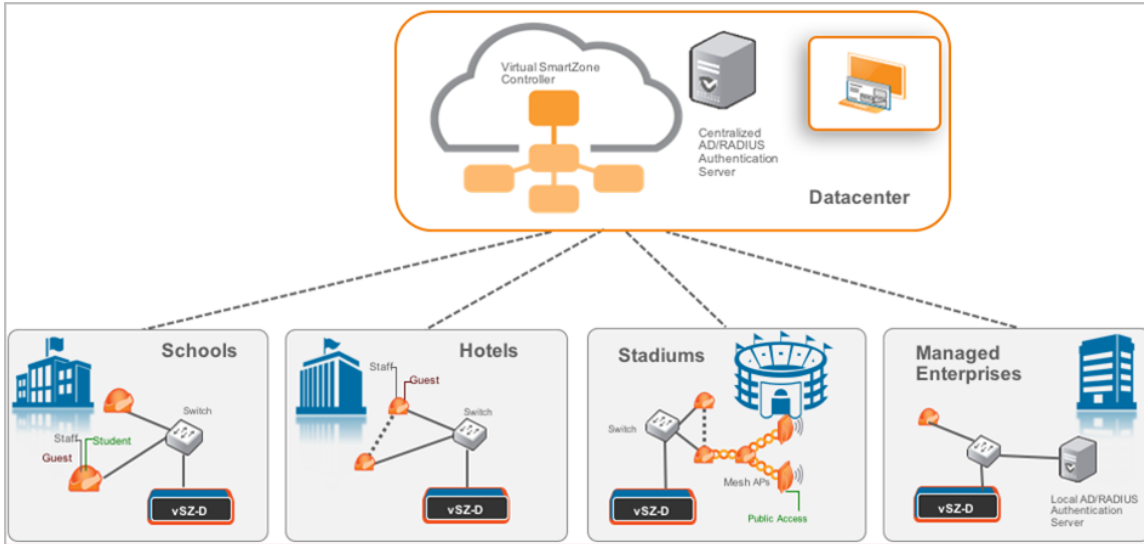 Virtual SmartZone
Controller
Centralized
AD/RADIUS
Authentication
Server
Datacenter
Schools
Switch
Staff
Student
Guest
vSZ-D
Hotels
Staff
Guest
Switch
vSZ-D
Stadiums
Switch
Mesh APs
vSZ-D
Public Access
Managed
Enterprises
vSZ-D
Local AD/RADIUS
Authentication
Server